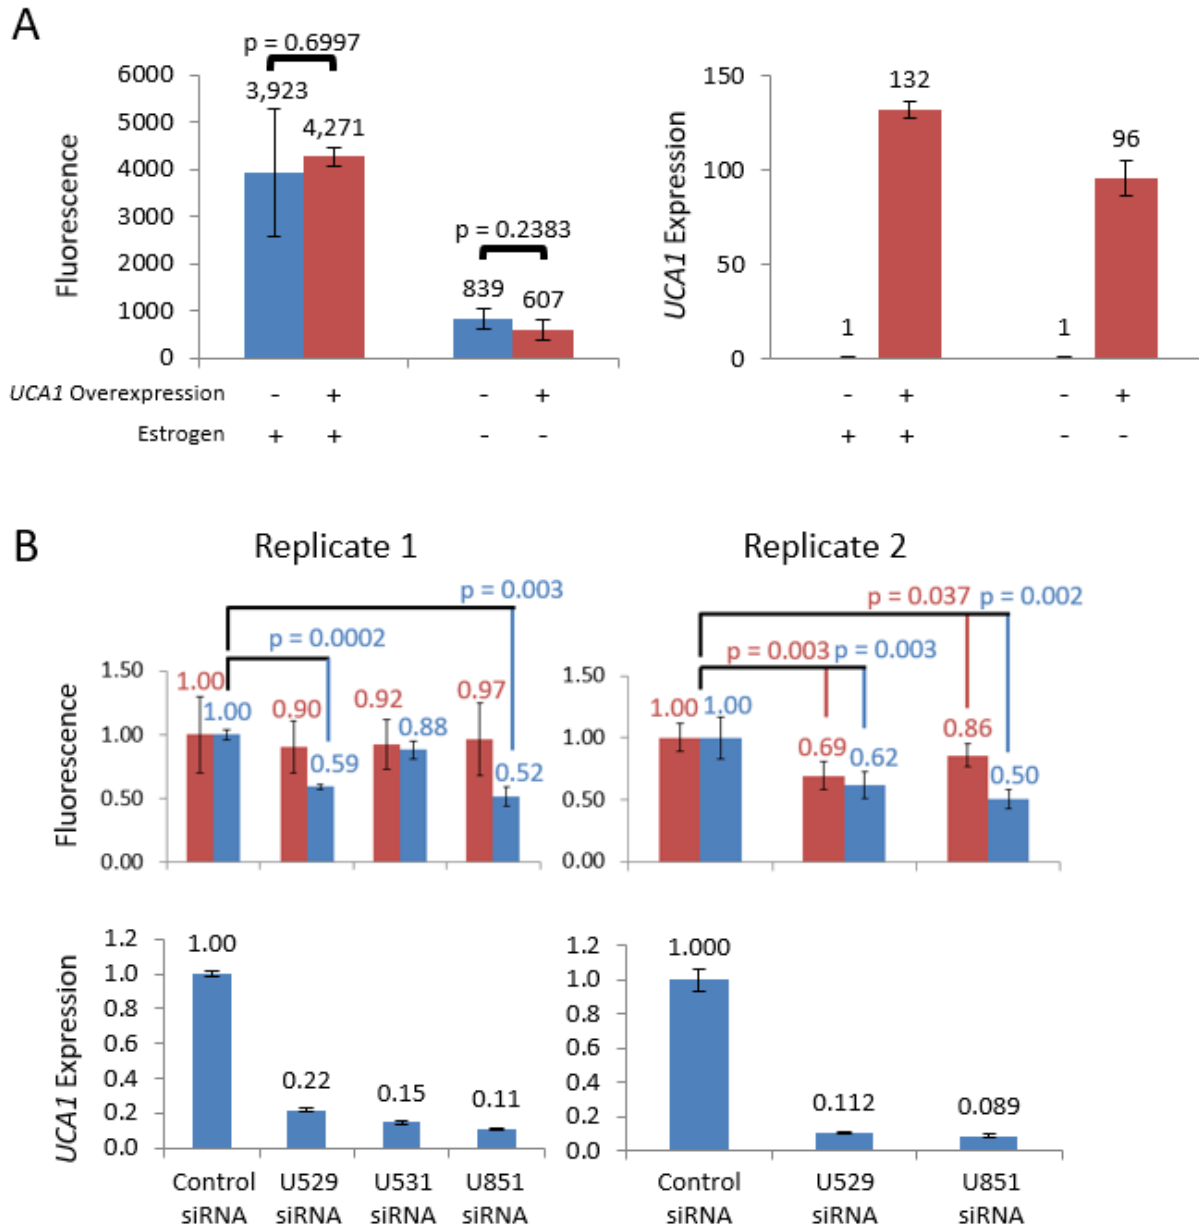 A
p = 0.6997
6000
5000
4000
3000
2000
1000
0
Fluorescence
3,923
4,271
p = 0.2383
839
607
150
100
50
0
UCA1 Expression
1
132
1
96
UCA1 Overexpression - + - + - + - +
Estrogen + + - - + + - -
B
Replicate 1
Replicate 2
p = 0.003
p = 0.0002
1.50
1.00
0.50
0.00
Fluorescence
1.00
1.00
0.90
0.59
0.92
0.88
0.97
0.52
p = 0.037
p = 0.002
p = 0.003
p = 0.003
1.50
1.00
0.50
0.00
1.00
1.00
0.69
0.62
0.86
0.50
1.2
1.0
0.8
0.6
0.4
0.2
0.0
UCA1 Expression
1.00
0.22
0.15
0.11
Control siRNA
U529 siRNA
U531 siRNA
U851 siRNA
1.2
1.0
0.8
0.6
0.4
0.2
0.0
1.000
0.112
0.089
Control siRNA
U529 siRNA
U851 siRNA